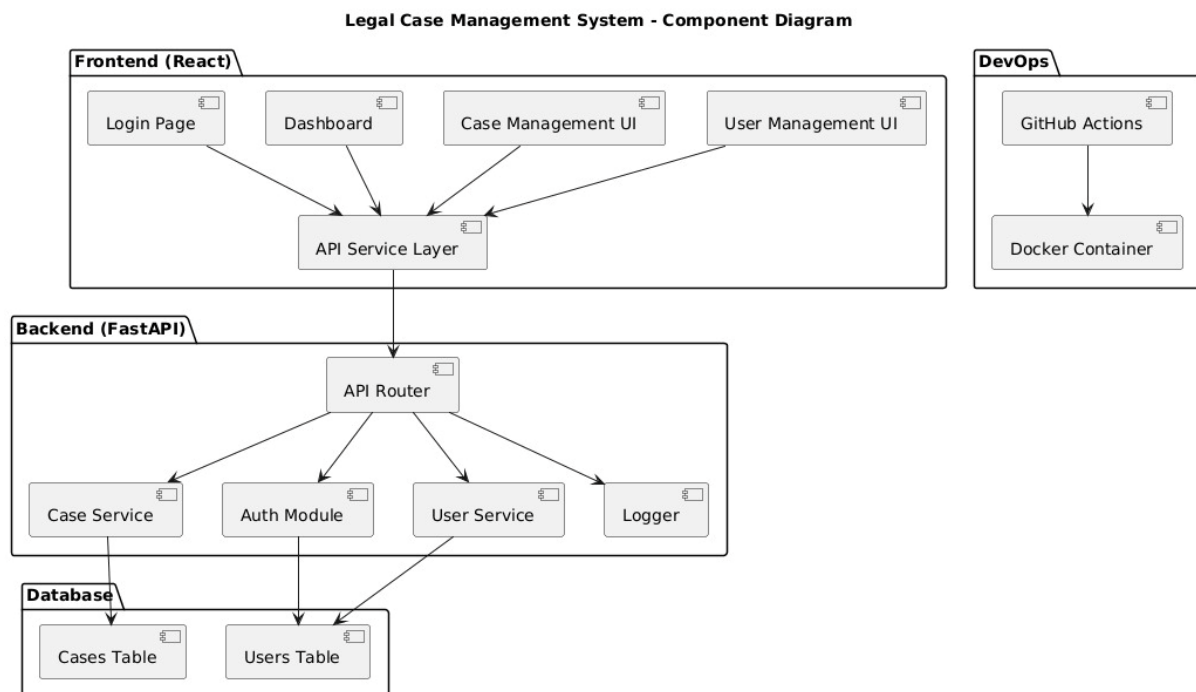 Legal Case Management System - Component Diagram
Frontend (React)
DevOps
Login Page
Dashboard
Case Management UI
User Management UI
GitHub Actions
API Service Layer
Docker Container
Backend (FastAPI)
API Router
Case Service
Auth Module
User Service
Logger
Database
Cases Table
Users Table